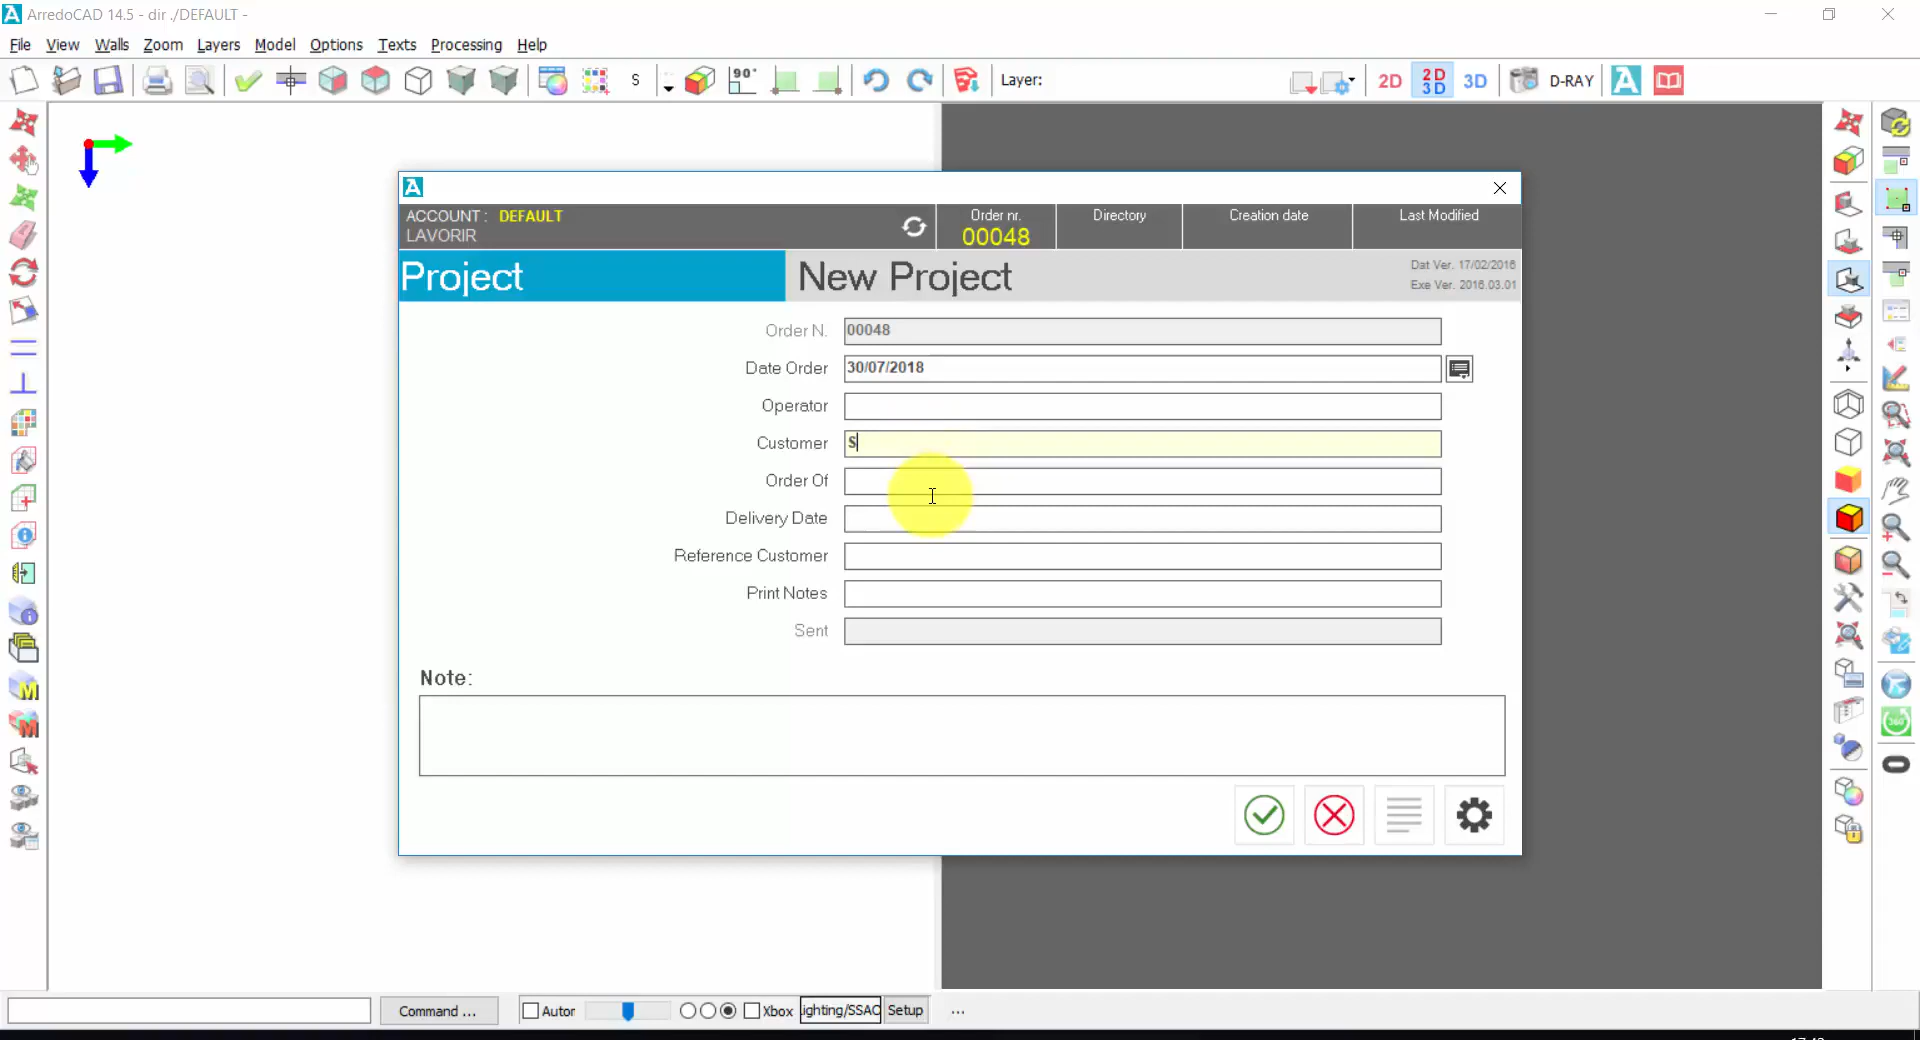 ArredoCAD 14.5 - dir ./DEFAULT -
File View Walls Zoom Layers Model Options Texts Processing Help
S 90° Layer: 2D 2D 3D 3D D-RAY
ACCOUNT : DEFAULT
LAVORIR
Order nr.
00048
Directory
Creation date
Last Modified
Project
New Project
Dat Ver. 17/02/2016
Exe Ver. 2016.03.01
Order N. 00048
Date Order 30/07/2018
Operator
Customer S
Order Of
Delivery Date
Reference Customer
Print Notes
Sent
Note:
Command ... Autor Xbox ighting/SSAO Setup ...